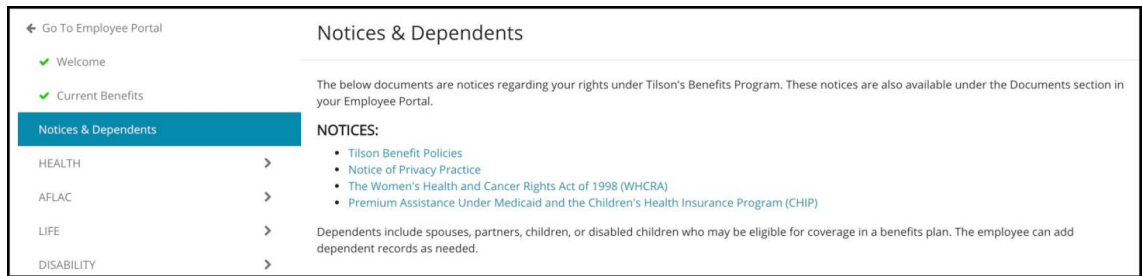 Go To Employee Portal
Welcome
Current Benefits
Notices & Dependents
HEALTH
AFLAC
LIFE
DISABILITY
Notices & Dependents
The below documents are notices regarding your rights under Tilson's Benefits Program. These notices are also available under the Documents section in
your Employee Portal.
NOTICES:
• Tilson Benefit Policies
• Notice of Privacy Practice
• The Women's Health and Cancer Rights Act of 1998 (WHCRA)
• Premium Assistance Under Medicaid and the Children's Health Insurance Program (CHIP)
Dependents include spouses, partners, children, or disabled children who may be eligible for coverage in a benefits plan. The employee can add
dependent records as needed.